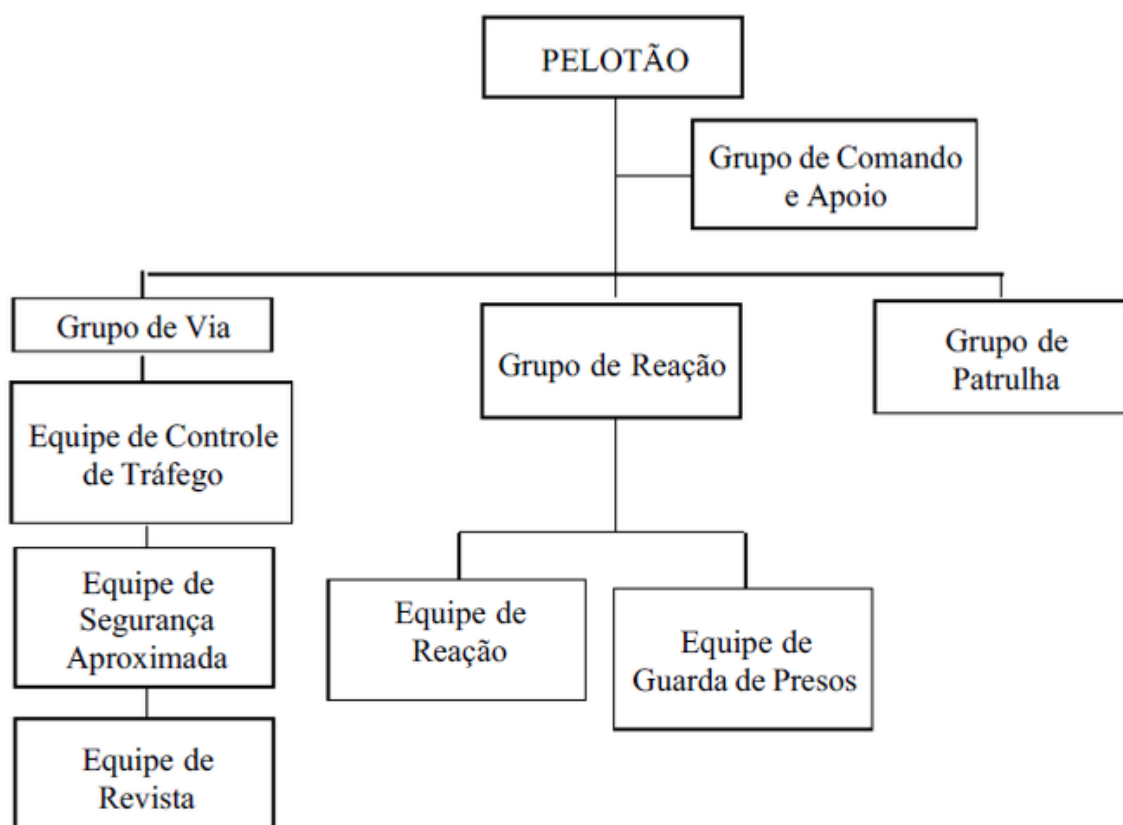 PELOTÃO
Grupo de Comando
e Apoio
Grupo de Via
Grupo de Reação
Grupo de
Patrulha
Equipe de Controle
de Tráfego
Equipe de
Segurança
Aproximada
Equipe de
Revista
Equipe de
Reação
Equipe de
Guarda de Presos